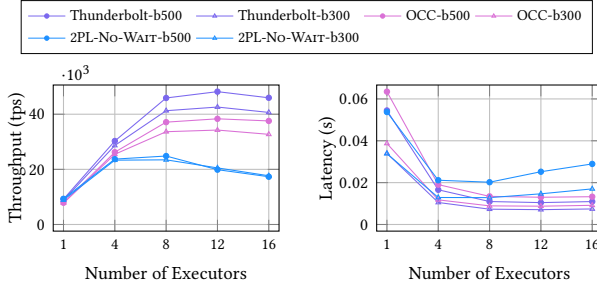 Thunderbolt-b500 Thunderbolt-b300 OCC-b500 OCC-b300
2PL-No-Wait-b500 2PL-No-Wait-b300
·10³
Throughput (tps)
40
20
0
1 4 8 12 16
Number of Executors
Latency (s)
0.06
0.04
0.02
0
1 4 8 12 16
Number of Executors